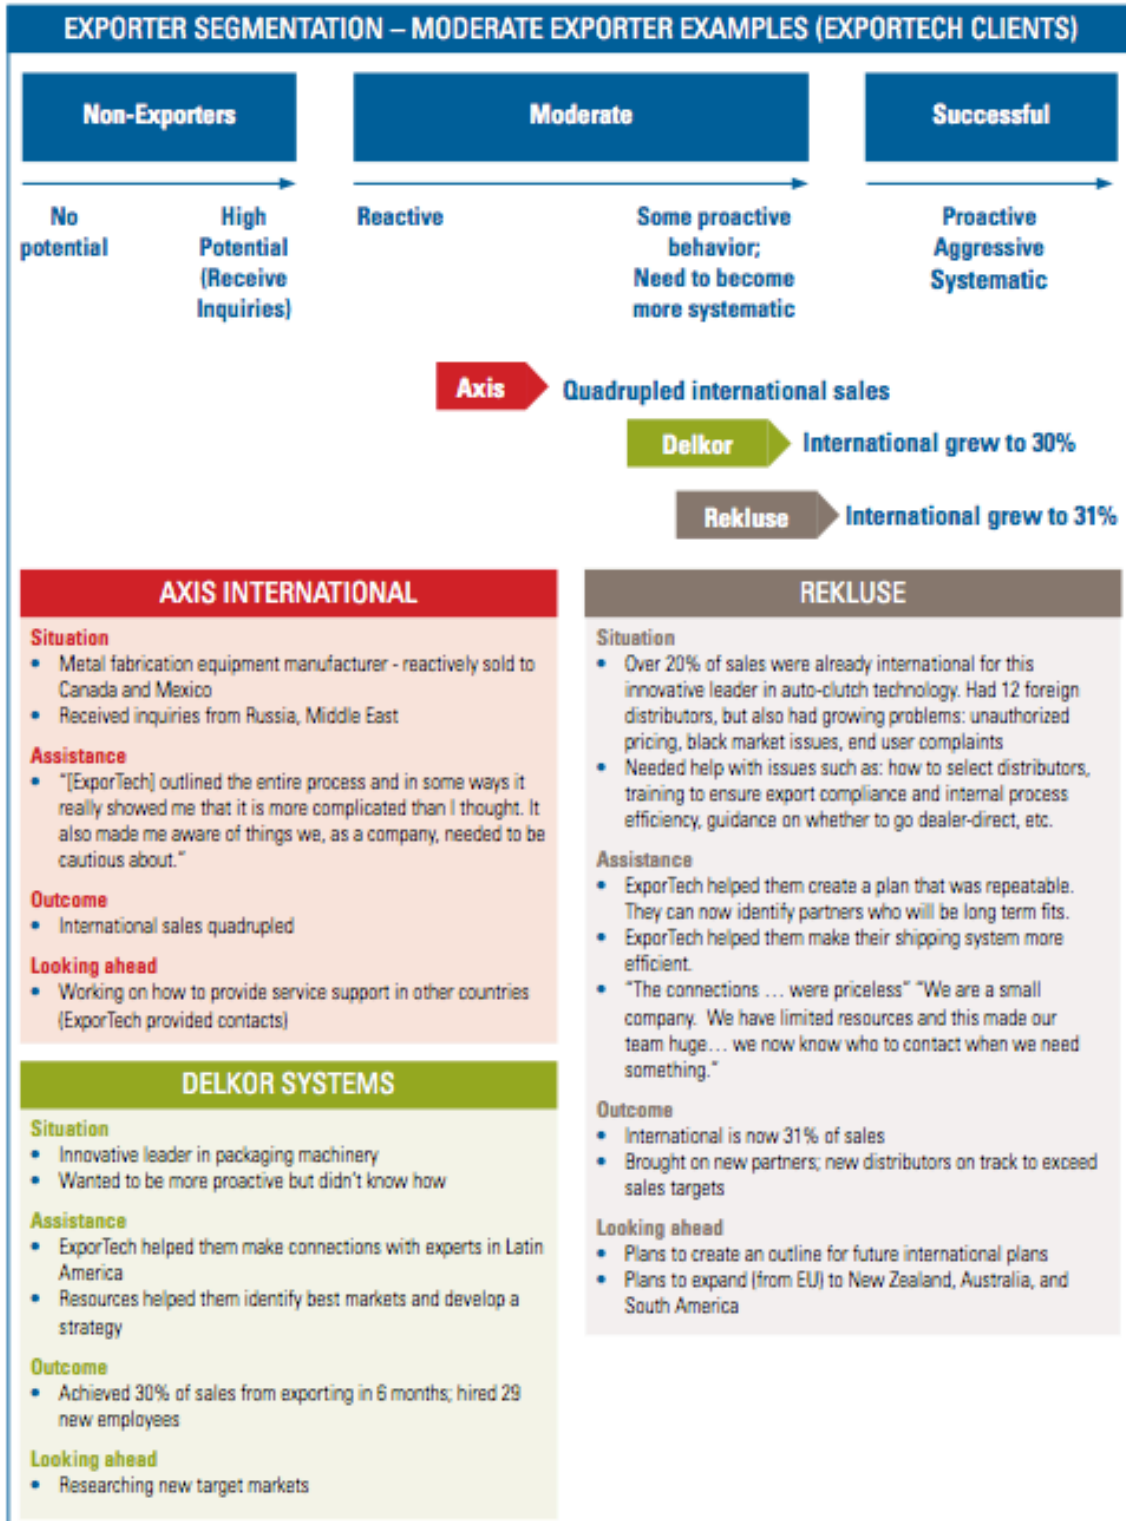 EXPORTER SEGMENTATION – MODERATE EXPORTER EXAMPLES (EXPORTECH CLIENTS)
Non-Exporters
Moderate
Successful
No
potential
High
Potential
(Receive
Inquiries)
Reactive
Some proactive
behavior;
Need to become
more systematic
Proactive
Aggressive
Systematic
Axis
Quadrupled international sales
Delkor
International grew to 30%
Rekluse
International grew to 31%
AXIS INTERNATIONAL
Situation
• Metal fabrication equipment manufacturer - reactively sold to
Canada and Mexico
• Received inquiries from Russia, Middle East
Assistance
• "[ExporTech] outlined the entire process and in some ways it
really showed me that it is more complicated than I thought. It
also made me aware of things we, as a company, needed to be
cautious about."
Outcome
• International sales quadrupled
Looking ahead
• Working on how to provide service support in other countries
(ExporTech provided contacts)
DELKOR SYSTEMS
Situation
• Innovative leader in packaging machinery
• Wanted to be more proactive but didn't know how
Assistance
• ExporTech helped them make connections with experts in Latin
America
• Resources helped them identify best markets and develop a
strategy
Outcome
• Achieved 30% of sales from exporting in 6 months; hired 29
new employees
Looking ahead
• Researching new target markets
REKLUSE
Situation
• Over 20% of sales were already international for this
innovative leader in auto-clutch technology. Had 12 foreign
distributors, but also had growing problems: unauthorized
pricing, black market issues, end user complaints
• Needed help with issues such as: how to select distributors,
training to ensure export compliance and internal process
efficiency, guidance on whether to go dealer-direct, etc.
Assistance
• ExporTech helped them create a plan that was repeatable.
They can now identify partners who will be long term fits.
• ExporTech helped them make their shipping system more
efficient.
• "The connections … were priceless" "We are a small
company. We have limited resources and this made our
team huge… we now know who to contact when we need
something."
Outcome
• International is now 31% of sales
• Brought on new partners; new distributors on track to exceed
sales targets
Looking ahead
• Plans to create an outline for future international plans
• Plans to expand (from EU) to New Zealand, Australia, and
South America